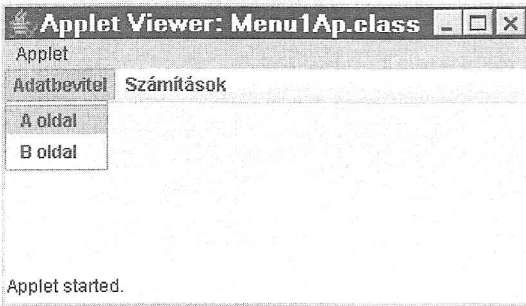 Applet Viewer: Menu1Ap.class
Applet
Adatbevitel Számítások
A oldal
B oldal
Applet started.